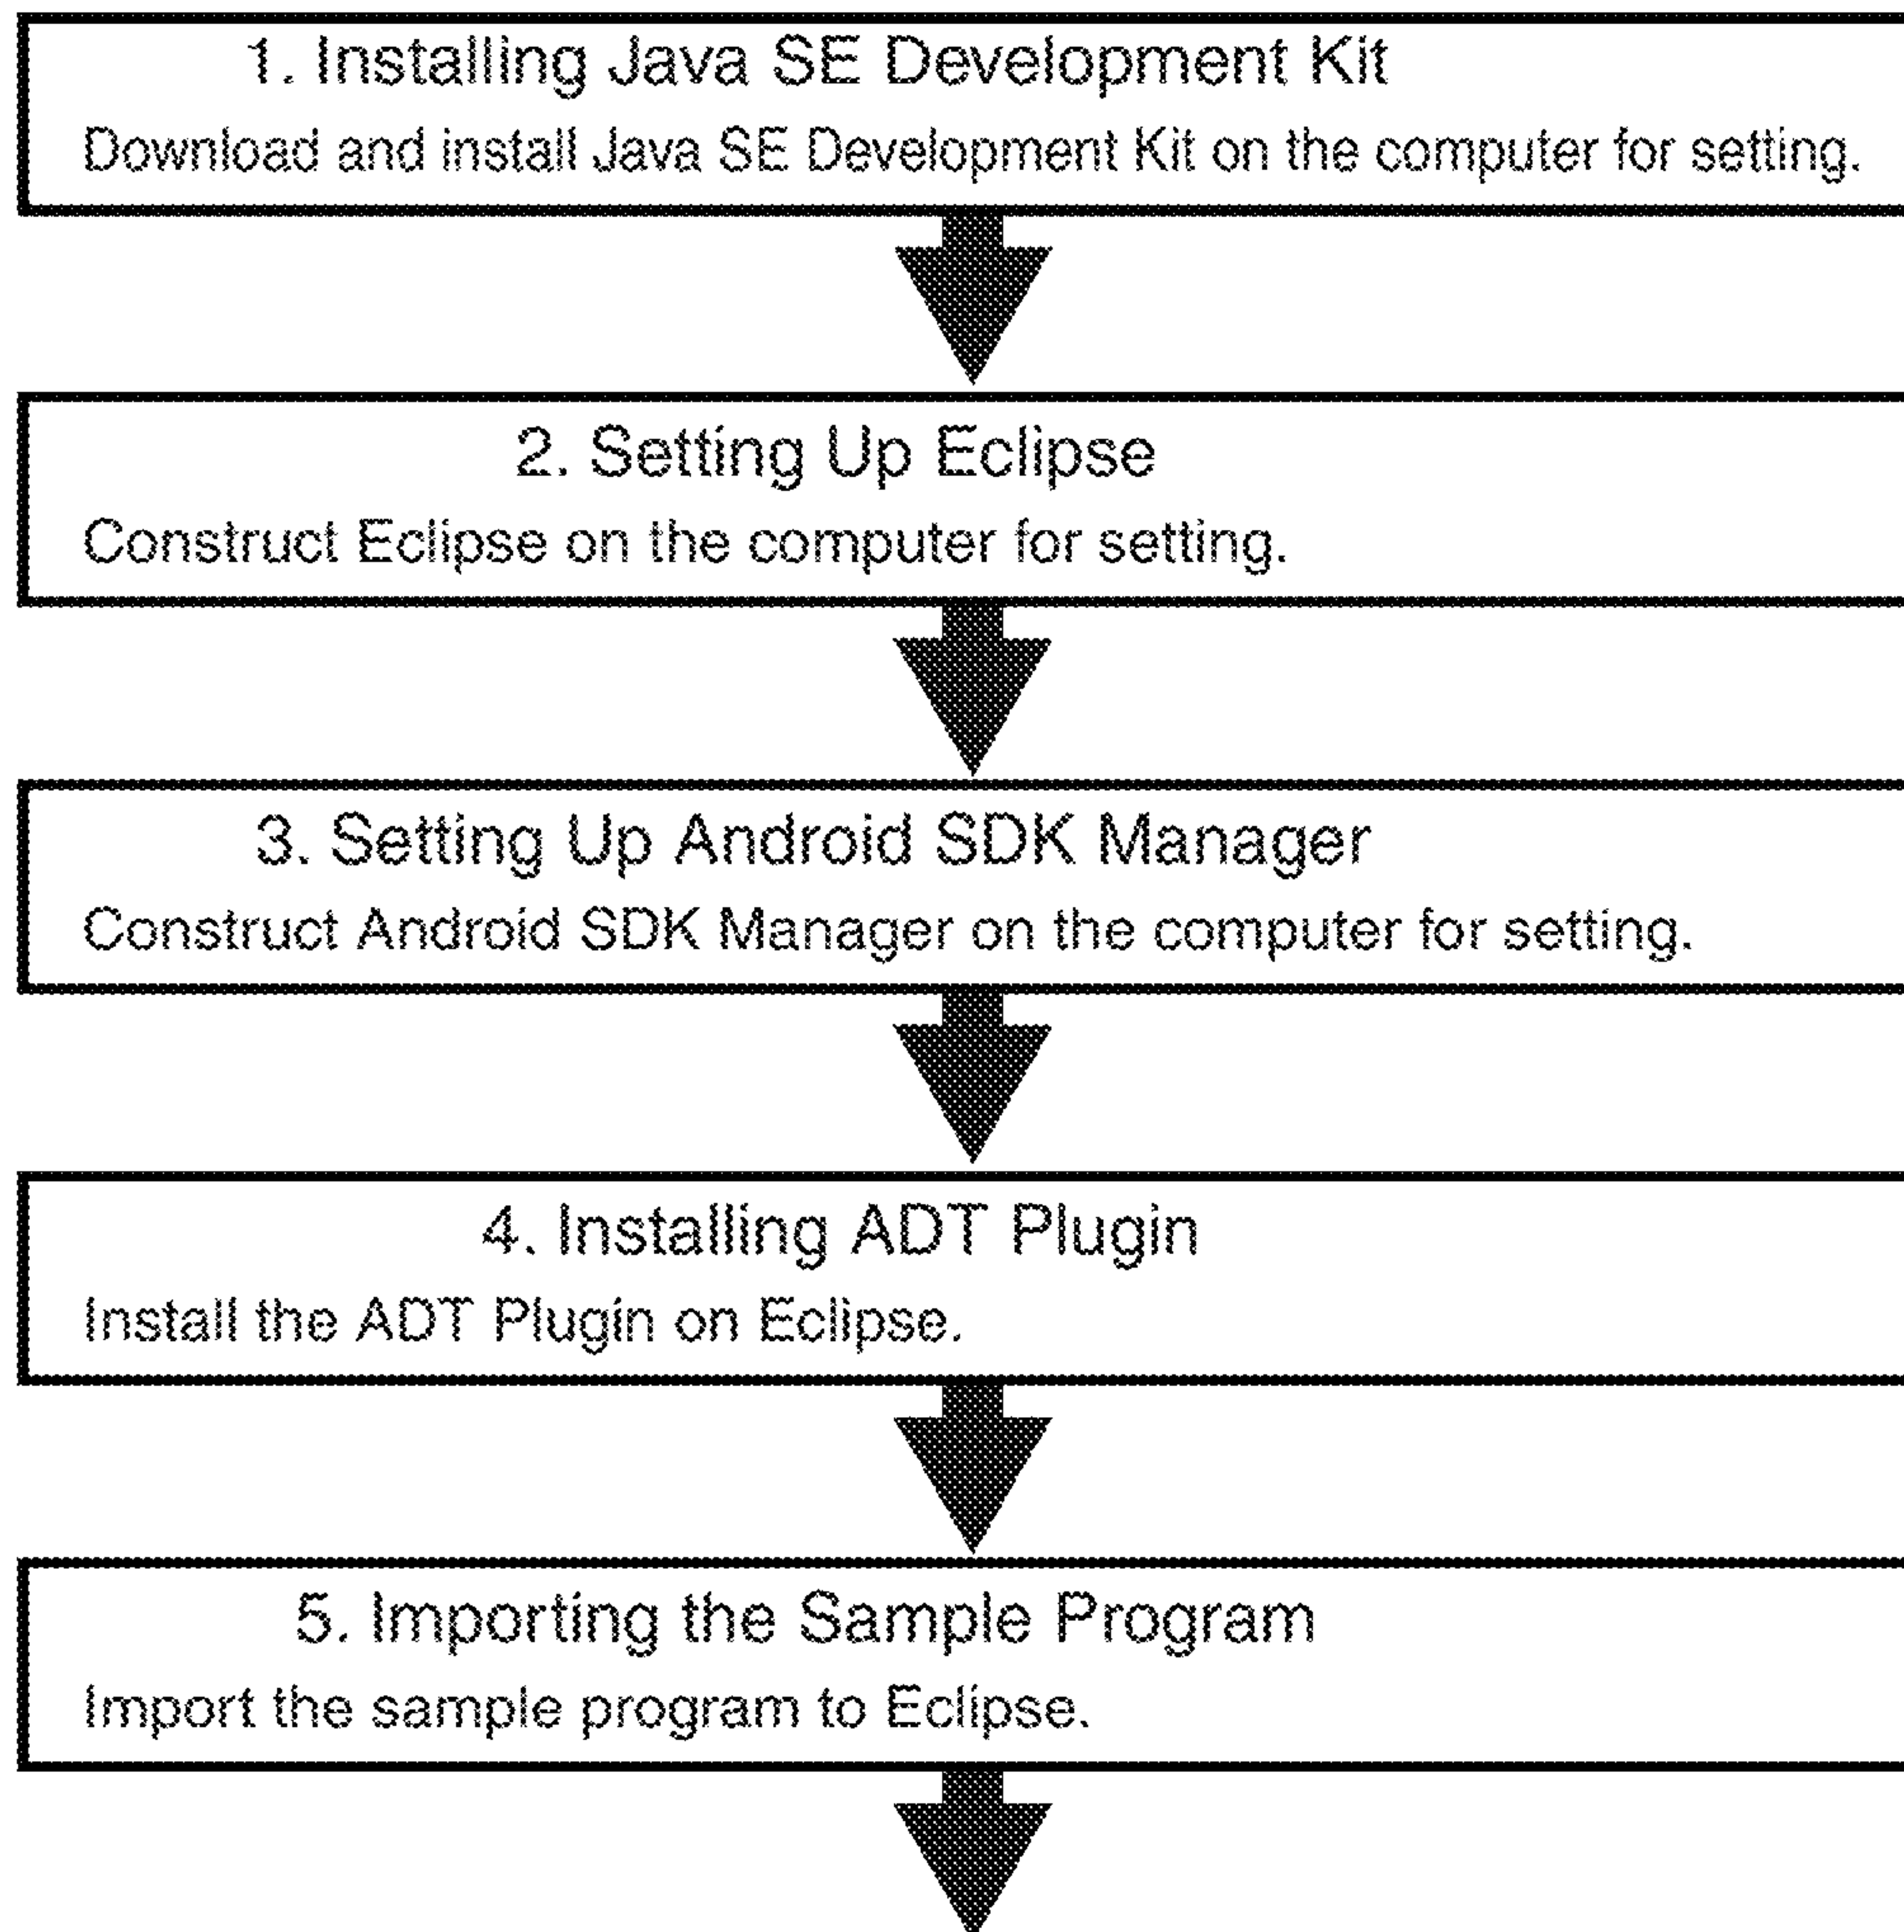 1. Installing Java SE Development Kit
Download and install Java SE Development Kit on the computer for setting.
2. Setting Up Eclipse
Construct Eclipse on the computer for setting.
3. Setting Up Android SDK Manager
Construct Android SDK Manager on the computer for setting.
4. Installing ADT Plugin
Install the ADT Plugin on Eclipse.
5. Importing the Sample Program
Import the sample program to Eclipse.